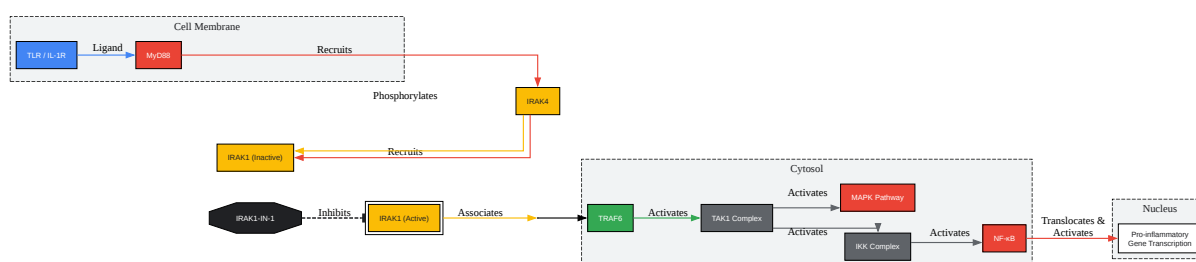 Cell Membrane
TLR / IL-1R
Ligand
MyD88
Recruits
Phosphorylates
IRAK4
IRAK1 (Inactive)
Recruits
Cytosol
IRAK1-IN-1
Inhibits
IRAK1 (Active)
Associates
TRAF6
Activates
TAK1 Complex
Activates
MAPK Pathway
Activates
IKK Complex
Activates
NF-κB
Translocates &
Activates
Nucleus
Pro-inflammatory
Gene Transcription